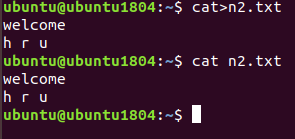 ubuntu@ubuntu1804:~$ cat>n2.txt
welcome
h r u
ubuntu@ubuntu1804:~$ cat n2.txt
welcome
h r u
ubuntu@ubuntu1804:~$